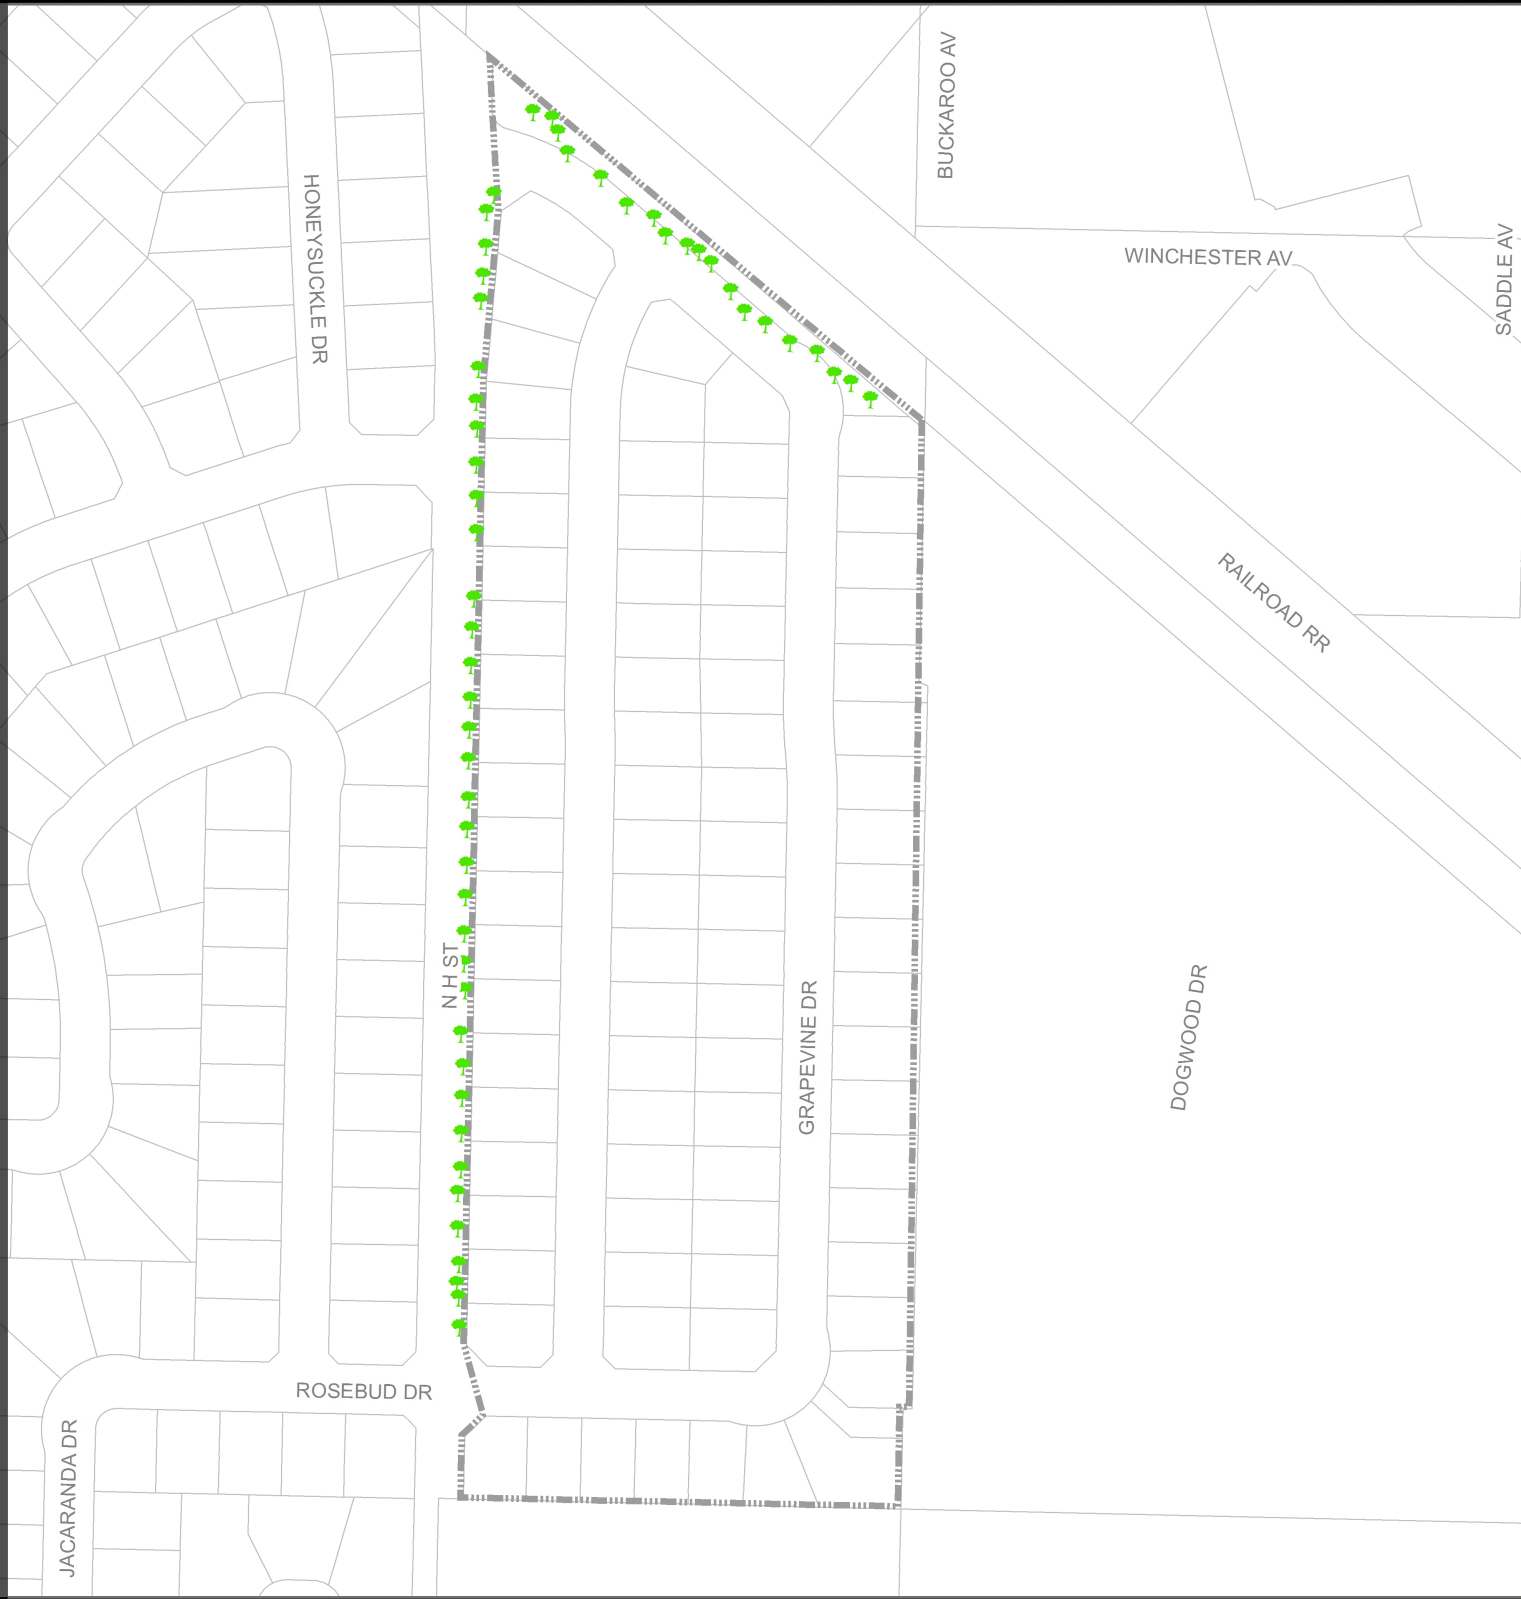 BUCKAROO AV
HONEYSUCKLE DR
WINCHESTER AV
SADDLE AV
RAILROAD RR
N H ST
GRAPEVINE DR
DOGWOOD DR
ROSEBUD DR
JACARANDA DR